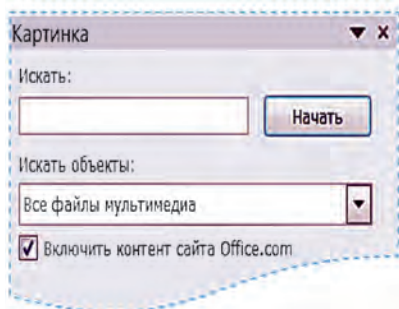 Картинка
Искать:
Начать
Искать объекты:
Все файлы мультимедиа
Включить контент сайта Office.com